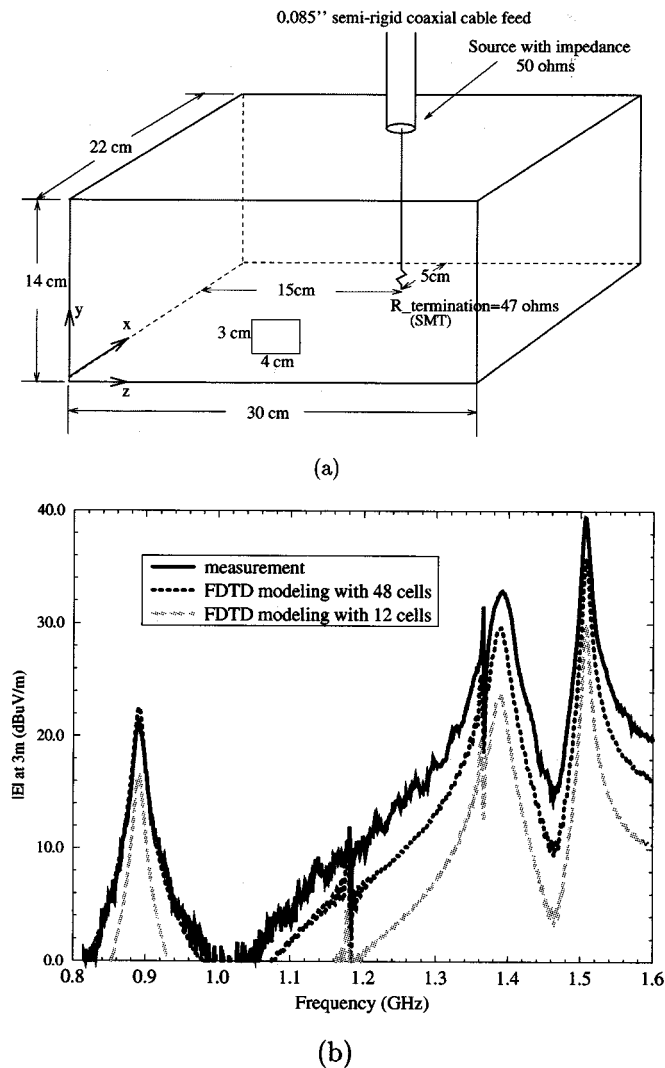 0.085’’ semi-rigid coaxial cable feed
Source with impedance
50 ohms
22 cm
14 cm
y
x
z
15cm
5cm
R_termination=47 ohms
(SMT)
3 cm
4 cm
30 cm
(a)
40.0
30.0
20.0
10.0
0.0
|E| at 3m (dBuV/m)
measurement
FDTD modeling with 48 cells
FDTD modeling with 12 cells
0.8 0.9 1.0 1.1 1.2 1.3 1.4 1.5 1.6
Frequency (GHz)
(b)